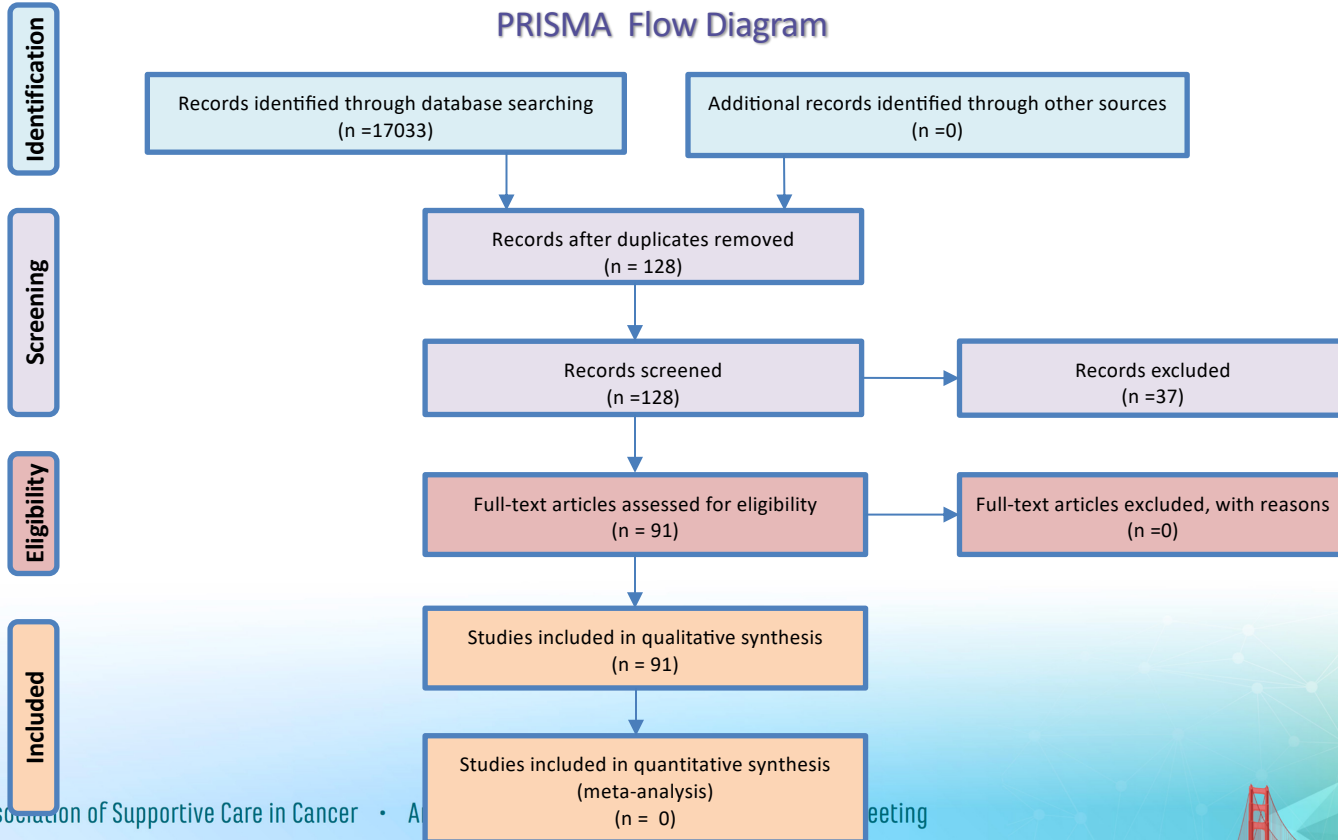 PRISMA Flow Diagram
Identification
Records identified through database searching
(n =17033)
Additional records identified through other sources
(n =0)
Screening
Records after duplicates removed
(n = 128)
Records screened
(n =128)
Records excluded
(n =37)
Eligibility
Full-text articles assessed for eligibility
(n = 91)
Full-text articles excluded, with reasons
(n =0)
Included
Studies included in qualitative synthesis
(n = 91)
Studies included in quantitative synthesis
(meta-analysis)
(n = 0)
of Supportive Care in Cancer •